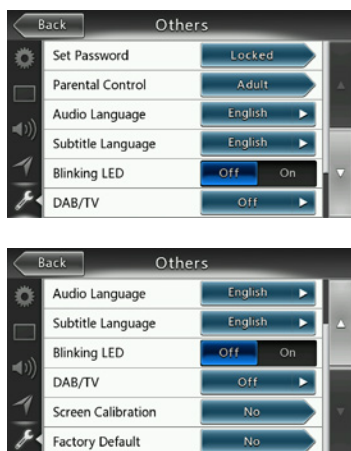 Back Others
Set Password Locked
Parental Control Adult
Audio Language English
Subtitle Language English
Blinking LED Off On
DAB/TV Off
Back Others
Audio Language English
Subtitle Language English
Blinking LED Off On
DAB/TV Off
Screen Calibration No
Factory Default No